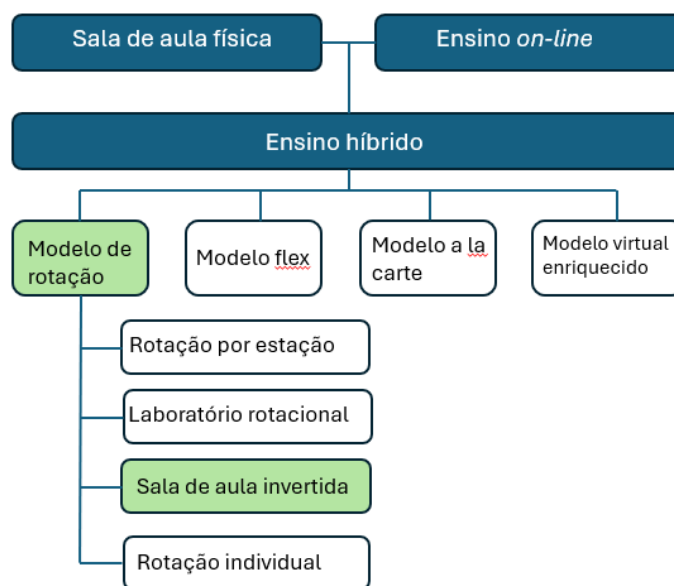 Sala de aula física
Ensino on-line
Ensino híbrido
Modelo de
rotação
Modelo flex
Modelo a la
carte
Modelo virtual
enriquecido
Rotação por estação
Laboratório rotacional
Sala de aula invertida
Rotação individual